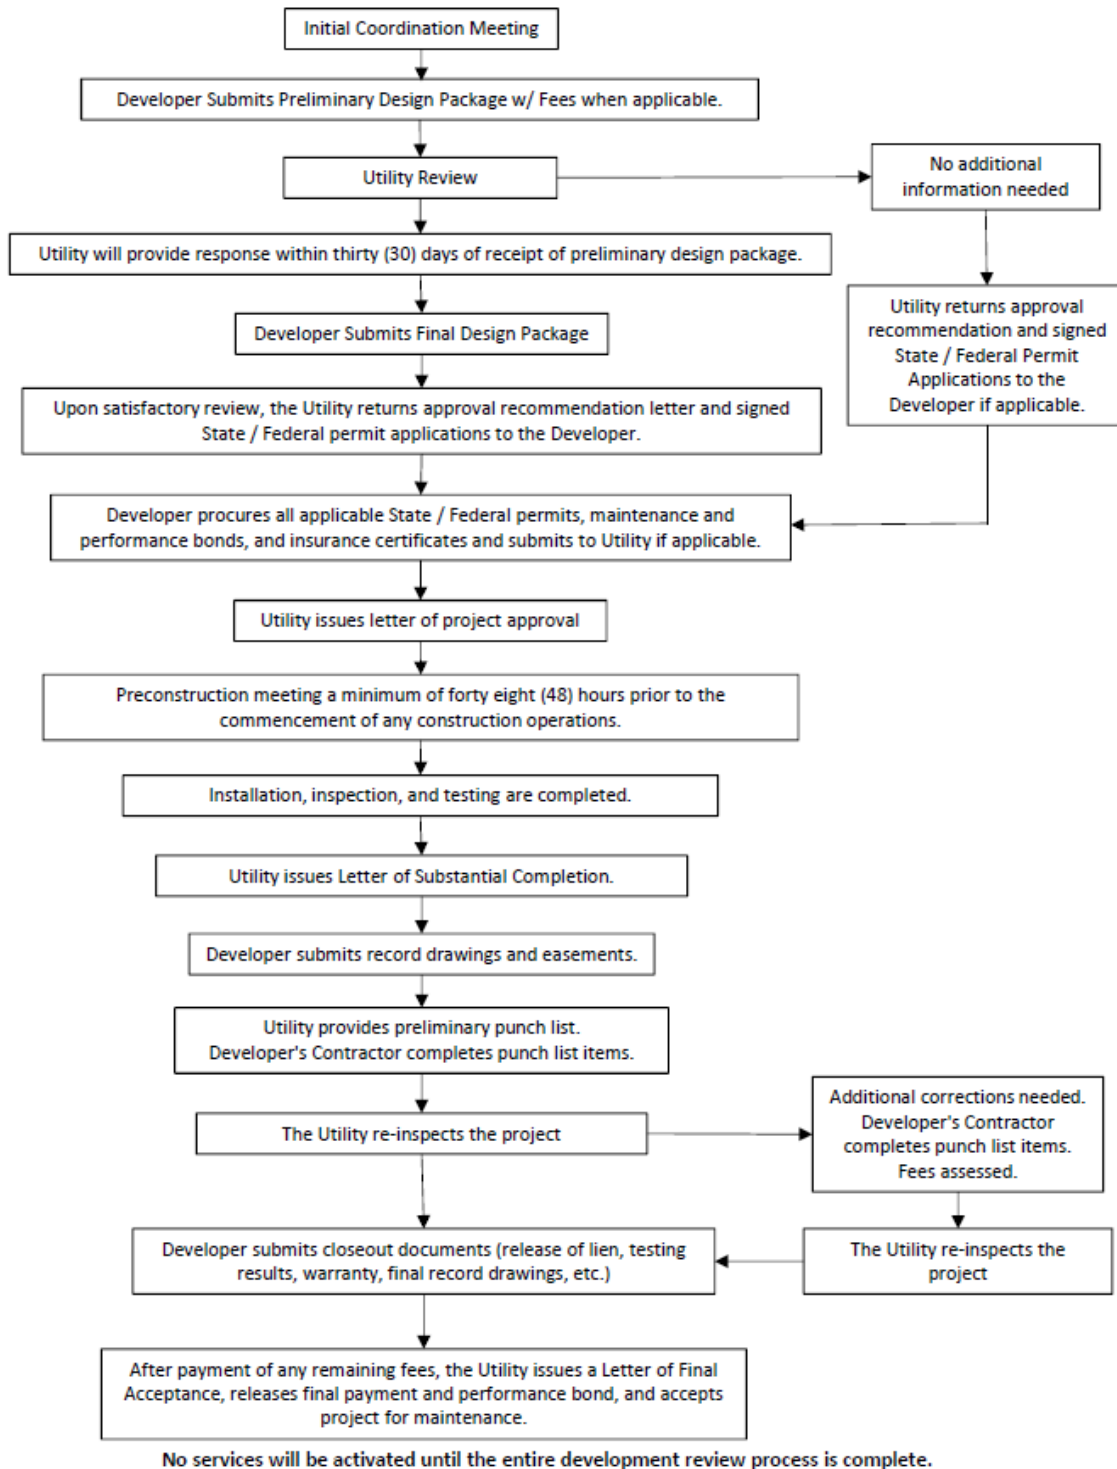 Initial Coordination Meeting
Developer Submits Preliminary Design Package w/ Fees when applicable.
Utility Review
No additional
information needed
Utility will provide response within thirty (30) days of receipt of preliminary design package.
Developer Submits Final Design Package
Utility returns approval
recommendation and signed
State / Federal Permit
Applications to the
Developer if applicable.
Upon satisfactory review, the Utility returns approval recommendation letter and signed
State / Federal permit applications to the Developer.
Developer procures all applicable State / Federal permits, maintenance and
performance bonds, and insurance certificates and submits to Utility if applicable.
Utility issues letter of project approval
Preconstruction meeting a minimum of forty eight (48) hours prior to the
commencement of any construction operations.
Installation, inspection, and testing are completed.
Utility issues Letter of Substantial Completion.
Developer submits record drawings and easements.
Utility provides preliminary punch list.
Developer's Contractor completes punch list items.
The Utility re-inspects the project
Additional corrections needed.
Developer's Contractor
completes punch list items.
Fees assessed.
The Utility re-inspects the
project
Developer submits closeout documents (release of lien, testing
results, warranty, final record drawings, etc.)
After payment of any remaining fees, the Utility issues a Letter of Final
Acceptance, releases final payment and performance bond, and accepts
project for maintenance.
No services will be activated until the entire development review process is complete.